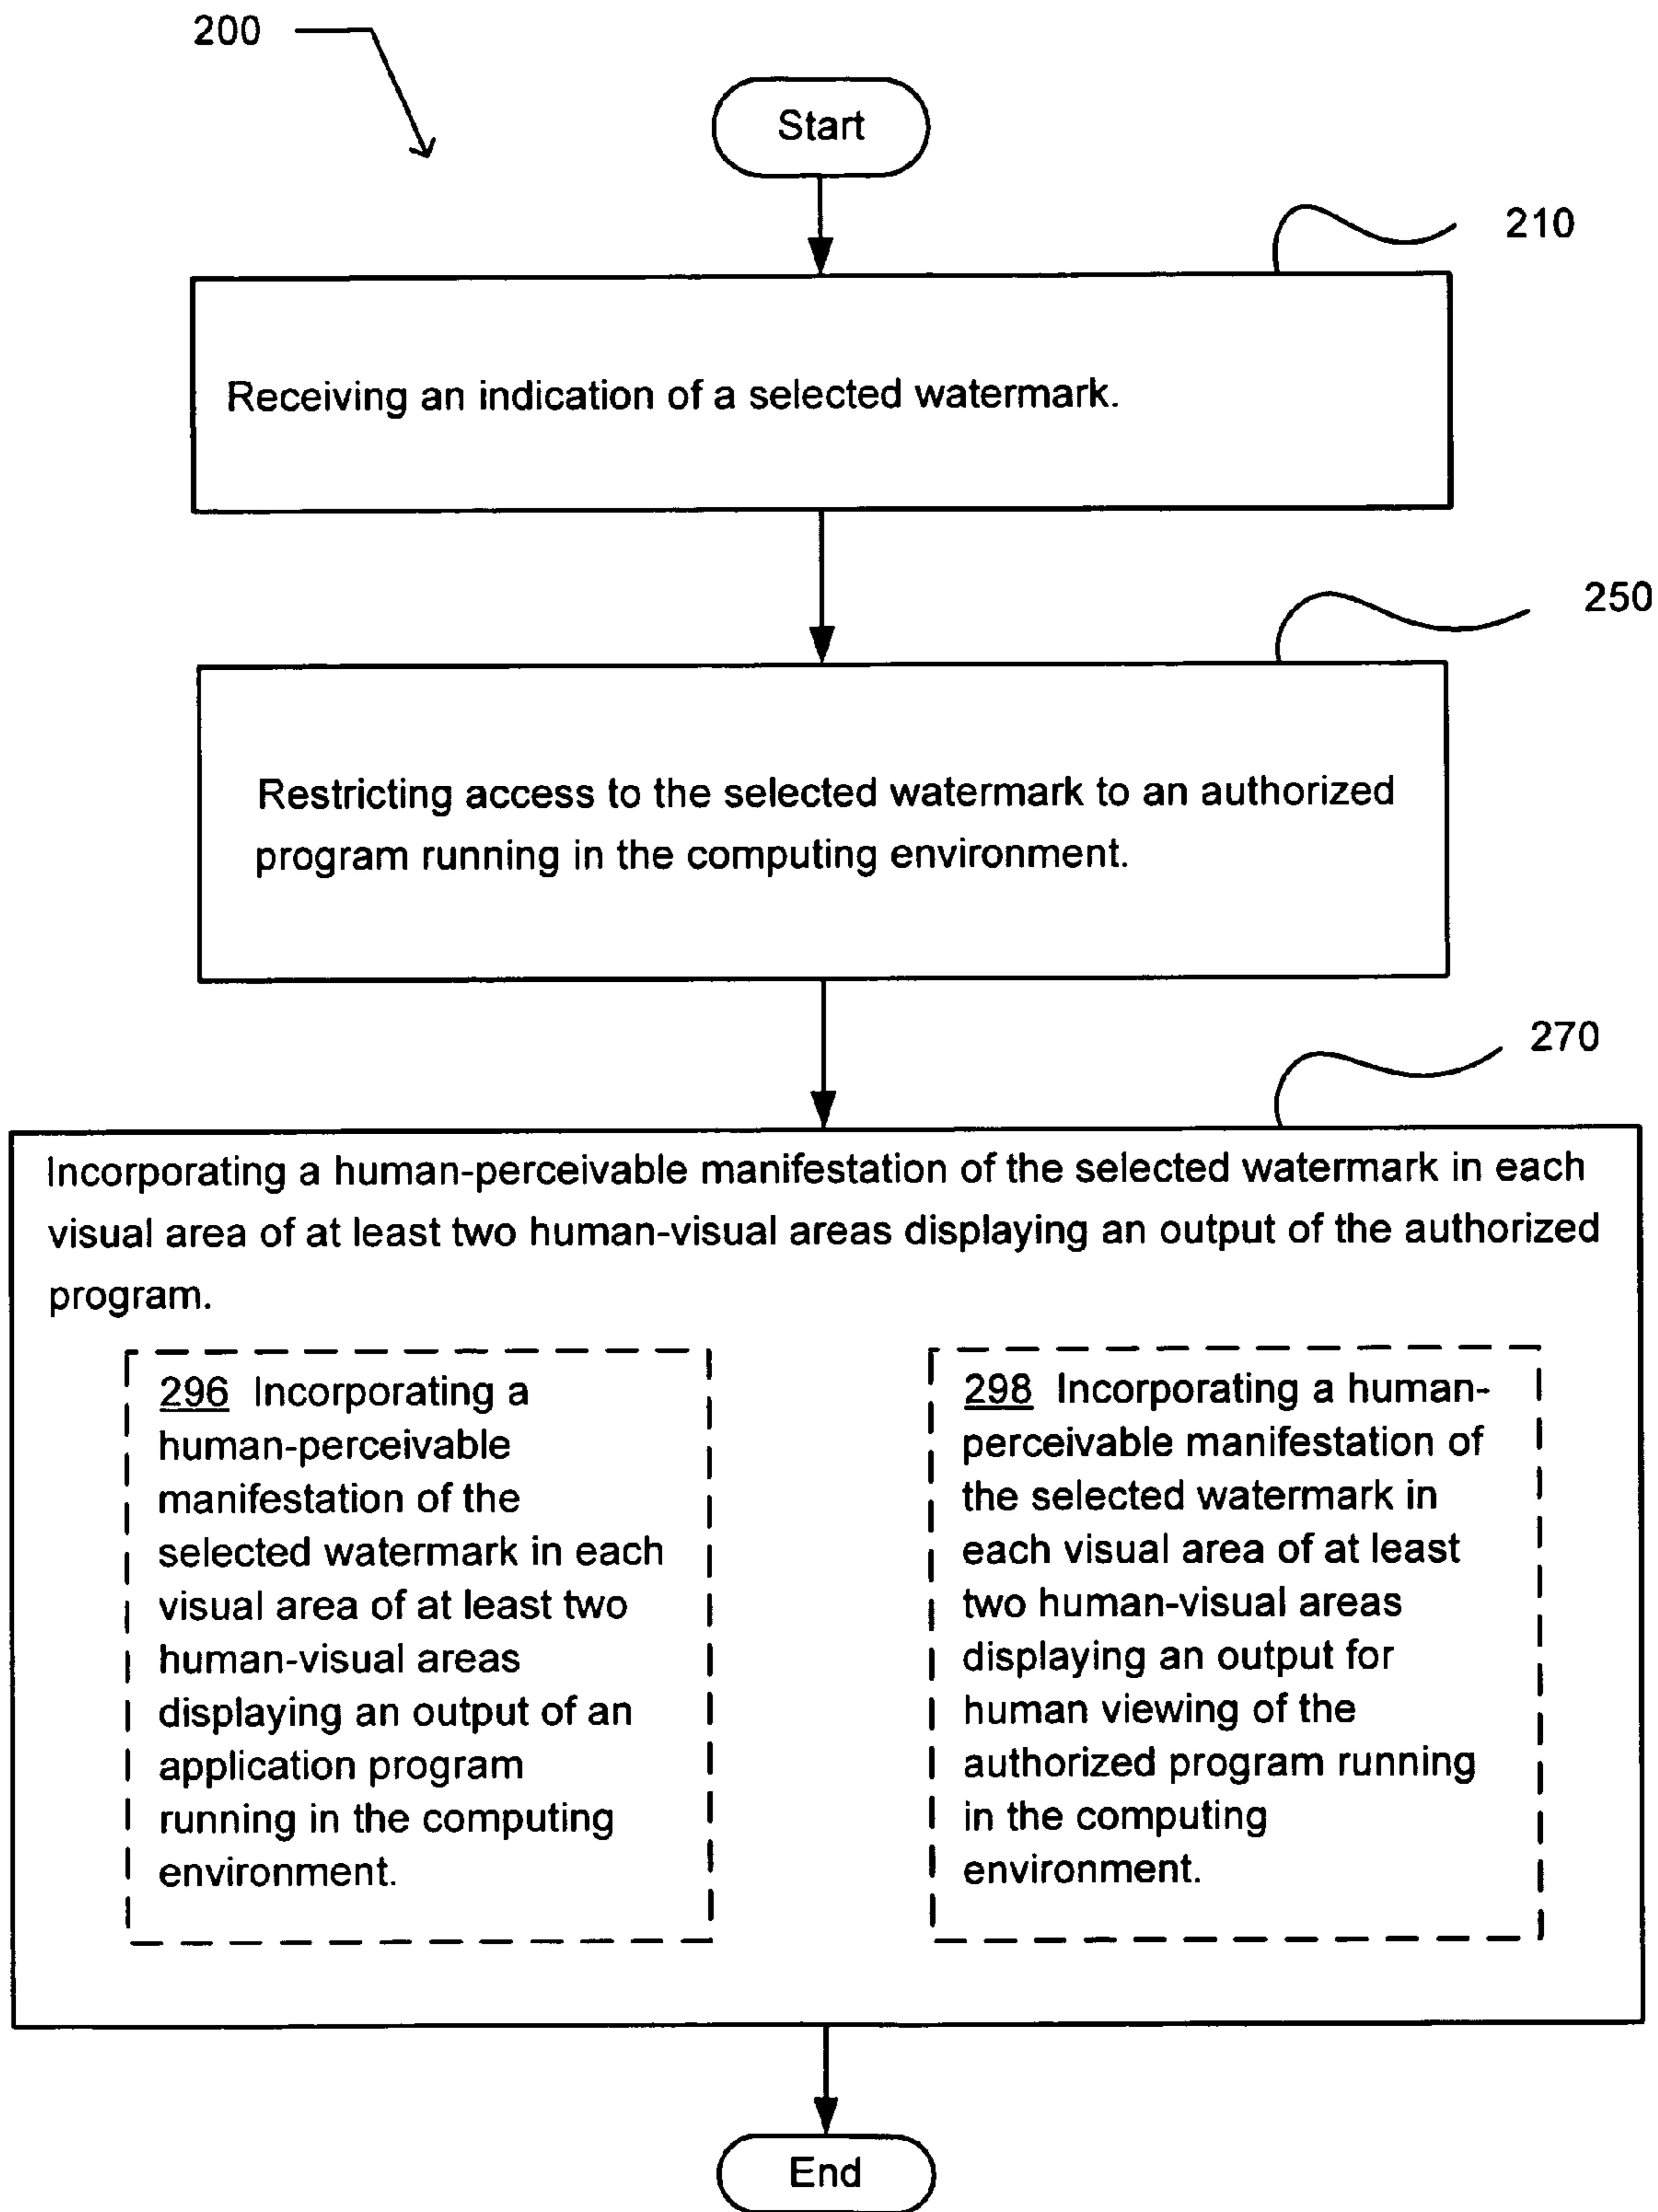 200
Start
210
Receiving an indication of a selected watermark.
250
Restricting access to the selected watermark to an authorized
program running in the computing environment.
270
Incorporating a human-perceivable manifestation of the selected watermark in each
visual area of at least two human-visual areas displaying an output of the authorized
program.
296 Incorporating a
human-perceivable
manifestation of the
selected watermark in each
visual area of at least two
human-visual areas
displaying an output of an
application program
running in the computing
environment.
298 Incorporating a human-
perceivable manifestation of
the selected watermark in
each visual area of at least
two human-visual areas
displaying an output for
human viewing of the
authorized program running
in the computing
environment.
End